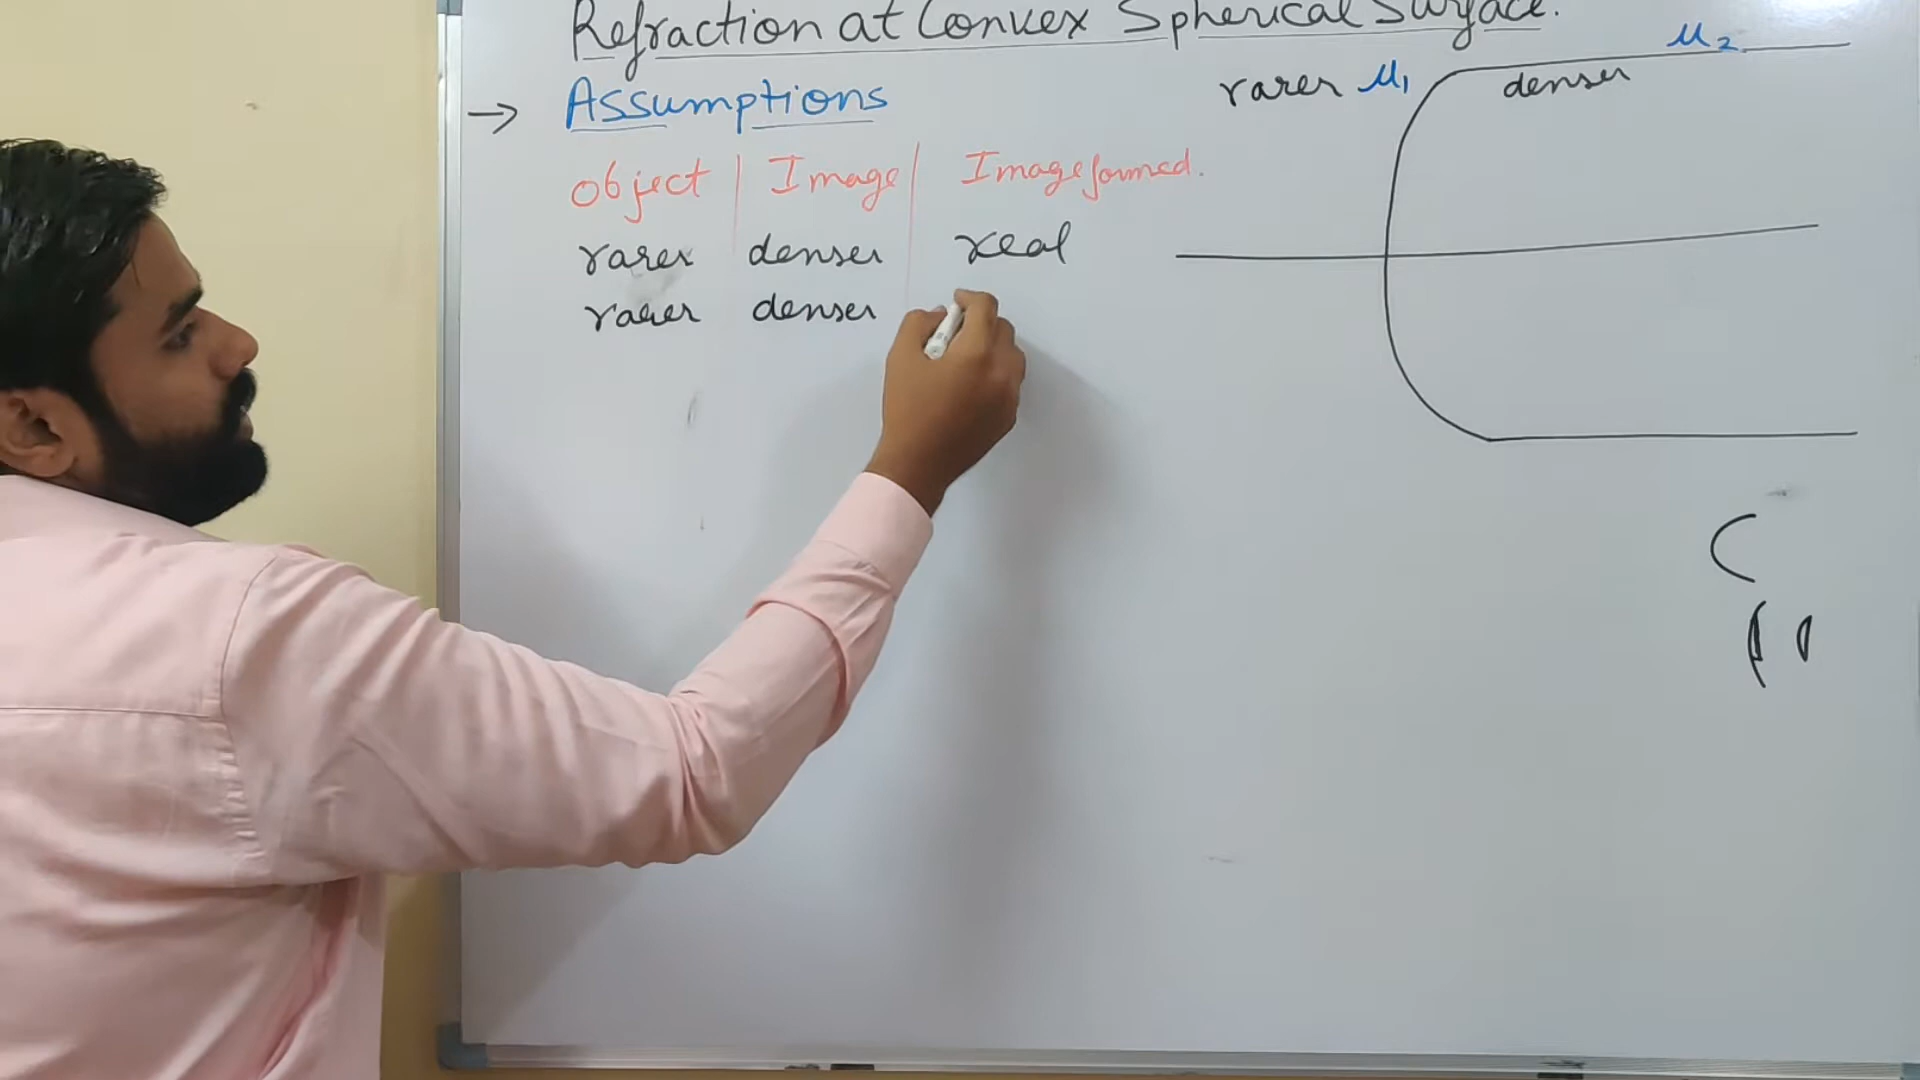 Refraction at Convex Spherical Surface.
→ Assumptions
rarer μ1
denser
μ2
Object | Image | Image formed.
rarer denser real
rarer denser